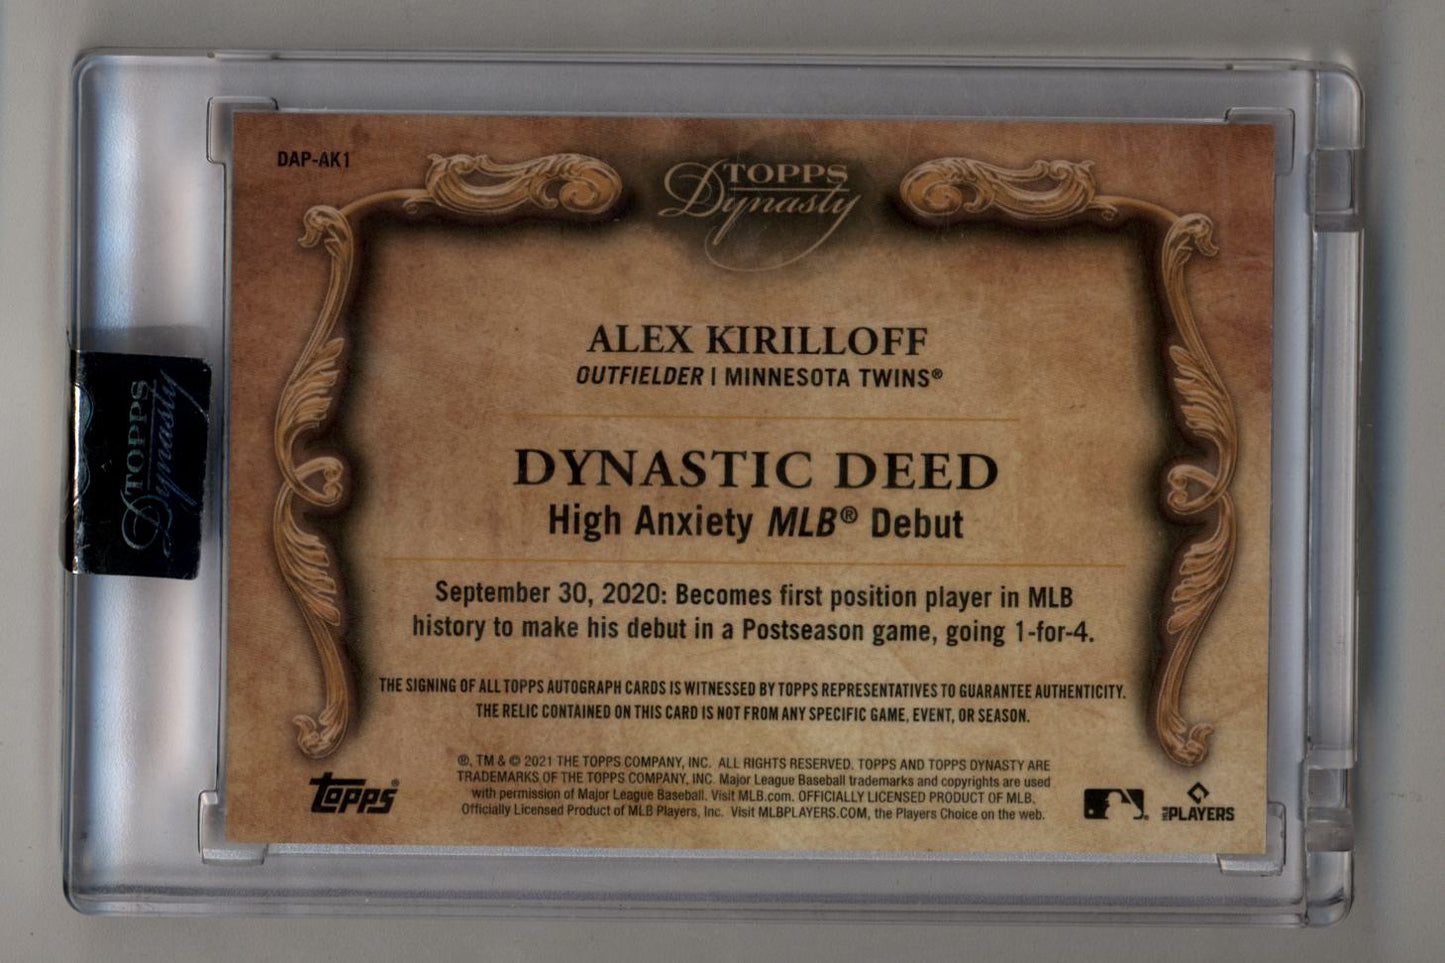 DAP-AK1
TOPPS
Dynasty
ALEX KIRILLOFF
OUTFIELDER | MINNESOTA TWINS®
DYNASTIC DEED
High Anxiety MLB® Debut
September 30, 2020: Becomes first position player in MLB
history to make his debut in a Postseason game, going 1-for-4.
THE SIGNING OF ALL TOPPS AUTOGRAPH CARDS IS WITNESSED BY TOPPS REPRESENTATIVES TO GUARANTEE AUTHENTICITY.
THE RELIC CONTAINED ON THIS CARD IS NOT FROM ANY SPECIFIC GAME, EVENT, OR SEASON.
®, TM & © 2021 THE TOPPS COMPANY, INC. ALL RIGHTS RESERVED. TOPPS AND TOPPS DYNASTY ARE
TRADEMARKS OF THE TOPPS COMPANY, INC. Major League Baseball trademarks and copyrights are used
with permission of Major League Baseball. Visit MLB.com. OFFICIALLY LICENSED PRODUCT OF MLB.
Officially Licensed Product of MLB Players, Inc. Visit MLBPLAYERS.COM, the Players Choice on the web.
Topps®
MLB PLAYERS
TOPPS
Dynasty